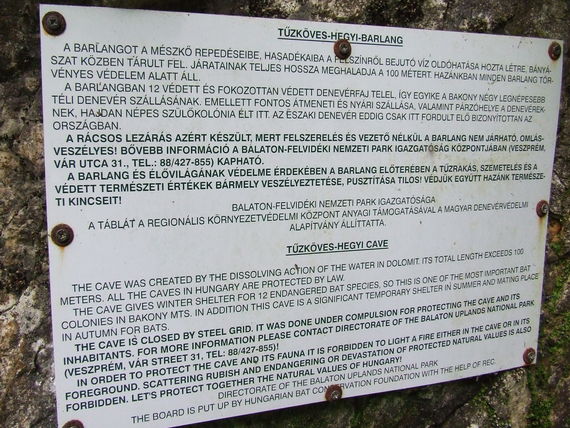 TŰZKÖVES-HEGYI-BARLANG
A BARLANGOT A MÉSZKŐ REPEDÉSEIBE, HASADÉKAIBA A FELSZÍNRŐL BEJUTÓ VÍZ OLDÓHATÁSA HOZTA LÉTRE, BÁNYÁ-
SZAT KÖZBEN TÁRULT FEL. JÁRATAINAK TELJES HOSSZA MEGHALADJA A 100 MÉTERT. HAZÁNKBAN MINDEN BARLANG TÖR-
VÉNYES VÉDELEM ALATT ÁLL.
A BARLANGBAN 12 VÉDETT ÉS FOKOZOTTAN VÉDETT DENEVÉRFAJ TELEL, ÍGY EGYIKE A BAKONY NÉGY LEGNÉPESEBB
TÉLI DENEVÉR SZÁLLÁSÁNAK. EMELLETT FONTOS ÁTMENETI ÉS NYÁRI SZÁLLÁSA, VALAMINT PÁRZÓHELYE A DENEVÉREK-
NEK, HAJDAN NÉPES SZÜLŐKOLÓNIA ÉLT ITT. AZ ÉSZAKI DENEVÉR EDDIG CSAK ITT FORDULT ELŐ BIZONYÍTOTTAN AZ
ORSZÁGBAN.
A RÁCSOS LEZÁRÁS AZÉRT KÉSZÜLT, MERT FELSZERELÉS ÉS VEZETŐ NÉLKÜL A BARLANG NEM JÁRHATÓ, OMLÁS-
VESZÉLYES! BŐVEBB INFORMÁCIÓ A BALATON-FELVIDÉKI NEMZETI PARK IGAZGATÓSÁG KÖZPONTJÁBAN (VESZPRÉM,
VÁR UTCA 31., TEL.: 88/427-855) KAPHATÓ.
A BARLANG ÉS ÉLŐVILÁGÁNAK VÉDELME ÉRDEKÉBEN A BARLANG ELŐTERÉBEN A TŰZRAKÁS, SZEMETELÉS ÉS A
VÉDETT TERMÉSZETI ÉRTÉKEK BÁRMELY VESZÉLYEZTETÉSE, PUSZTÍTÁSA TILOS! VÉDJÜK EGYÜTT HAZÁNK TERMÉSZE-
TI KINCSEIT!
BALATON-FELVIDÉKI NEMZETI PARK IGAZGATÓSÁGA
A TÁBLÁT A REGIONÁLIS KÖRNYEZETVÉDELMI KÖZPONT ANYAGI TÁMOGATÁSÁVAL A MAGYAR DENEVÉRVÉDELMI
ALAPÍTVÁNY ÁLLÍTTATTA.
TŰZKÖVES-HEGYI CAVE
THE CAVE WAS CREATED BY THE DISSOLVING ACTION OF THE WATER IN DOLOMIT. ITS TOTAL LENGTH EXCEEDS 100
METERS. ALL THE CAVES IN HUNGARY ARE PROTECTED BY LAW.
THE CAVE GIVES WINTER SHELTER FOR 12 ENDANGERED BAT SPECIES, SO THIS IS ONE OF THE MOST IMPORTANT BAT
COLONIES IN BAKONY MTS. IN ADDITION THIS CAVE IS A SIGNIFICANT TEMPORARY SHELTER IN SUMMER AND MATING PLACE
IN AUTUMN FOR BATS.
THE CAVE IS CLOSED BY STEEL GRID. IT WAS DONE UNDER COMPULSION FOR PROTECTING THE CAVE AND ITS
INHABITANTS. FOR MORE INFORMATION PLEASE CONTACT DIRECTORATE OF THE BALATON UPLANDS NATIONAL PARK
(VESZPRÉM, VÁR STREET 31, TEL: 88/427-855)!
IN ORDER TO PROTECT THE CAVE AND ITS FAUNA IT IS FORBIDDEN TO LIGHT A FIRE EITHER IN THE CAVE OR IN ITS
FOREGROUND. SCATTERING RUBISH AND ENDANGERING OR DEVASTATION OF PROTECTED NATURAL VALUES IS ALSO
FORBIDDEN. LET'S PROTECT TOGETHER THE NATURAL VALUES OF HUNGARY!
DIRECTORATE OF THE BALATON UPLANDS NATIONAL PARK
THE BOARD IS PUT UP BY HUNGARIAN BAT CONSERVATION FOUNDATION WITH THE HELP OF REC.